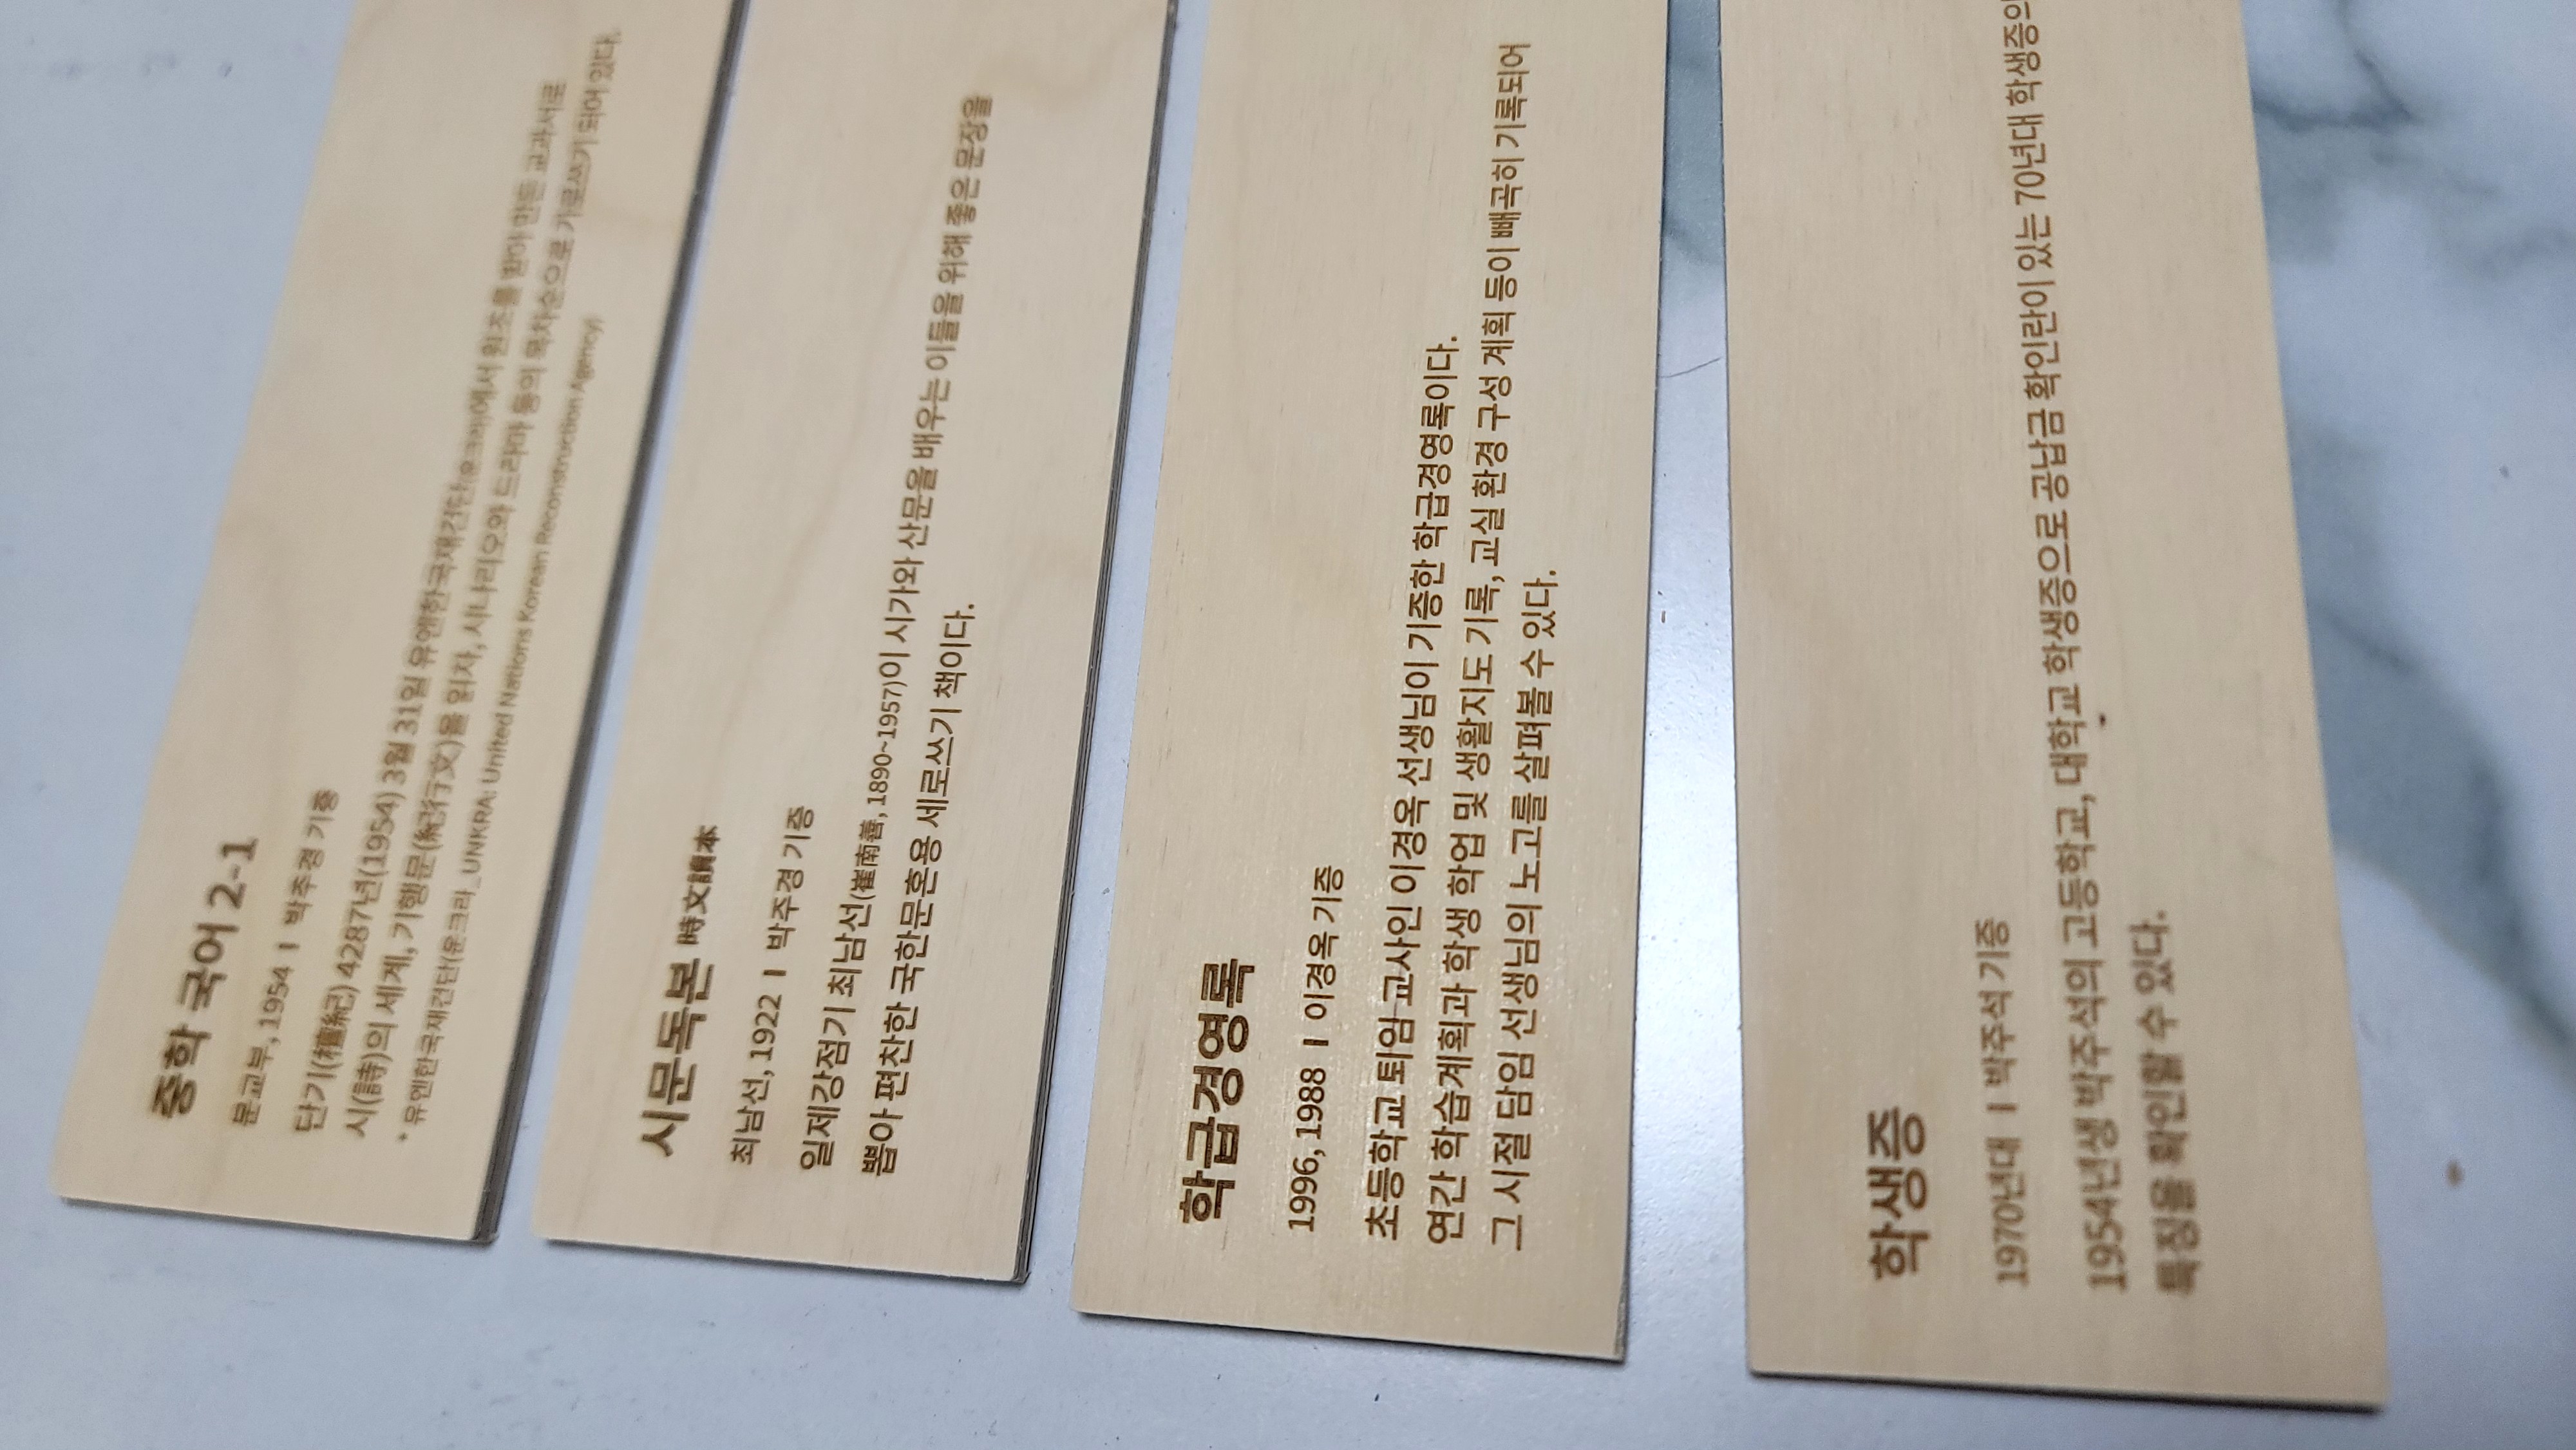 중학 국어 2-1
문교부, 1954 I 박주경 기증
단기(檀紀) 4287년(1954) 3월 31일 유엔한국재건단(운크라)에서 원조를 받아 만든 교과서로
시(詩)의 세계, 기행문(紀行文)을 읽자, 시나리오와 드라마 등의 목차순으로 가로쓰기 되어 있다.
* 유엔한국재건단(운크라_UNKRA: United Nations Korean Reconstruction Agency)
시문독본 時文讀本
최남선, 1922 I 박주경 기증
일제강점기 최남선(崔南善, 1890~1957)이 시가와 산문을 배우는 이들을 위해 좋은 문장을
뽑아 편찬한 국한문혼용 세로쓰기 책이다.
학급경영록
1996, 1988 I 이경옥 기증
초등학교 퇴임 교사인 이경옥 선생님이 기증한 학급경영록이다.
연간 학습계획과 학생 학업 및 생활지도 기록, 교실 환경 구성 계획 등이 빼곡히 기록되어
그 시절 담임 선생님의 노고를 살펴볼 수 있다.
학생증
1970년대 I 박주석 기증
1954년생 박주석의 고등학교, 대학교 학생증으로 공납금 확인란이 있는 70년대 학생증의
특징을 확인할 수 있다.